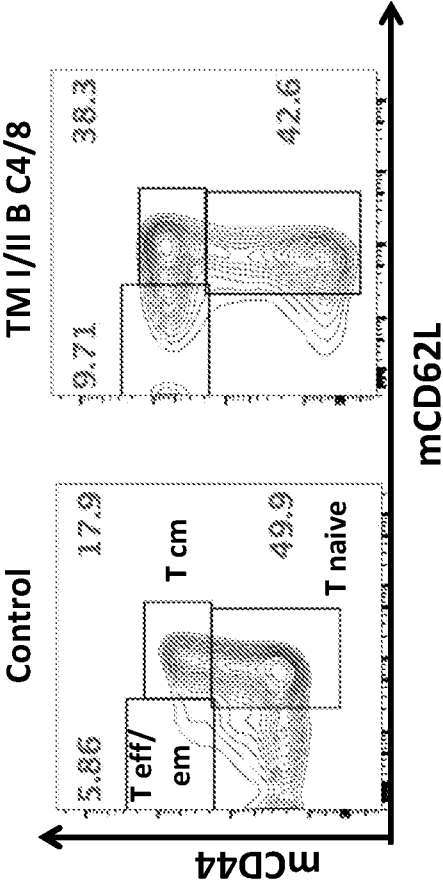 Control
TM I/II B C4/8
5.86
17.9
T eff/
em
T cm
49.9
T naive
9.71
38.3
42.6
mCD44
mCD62L